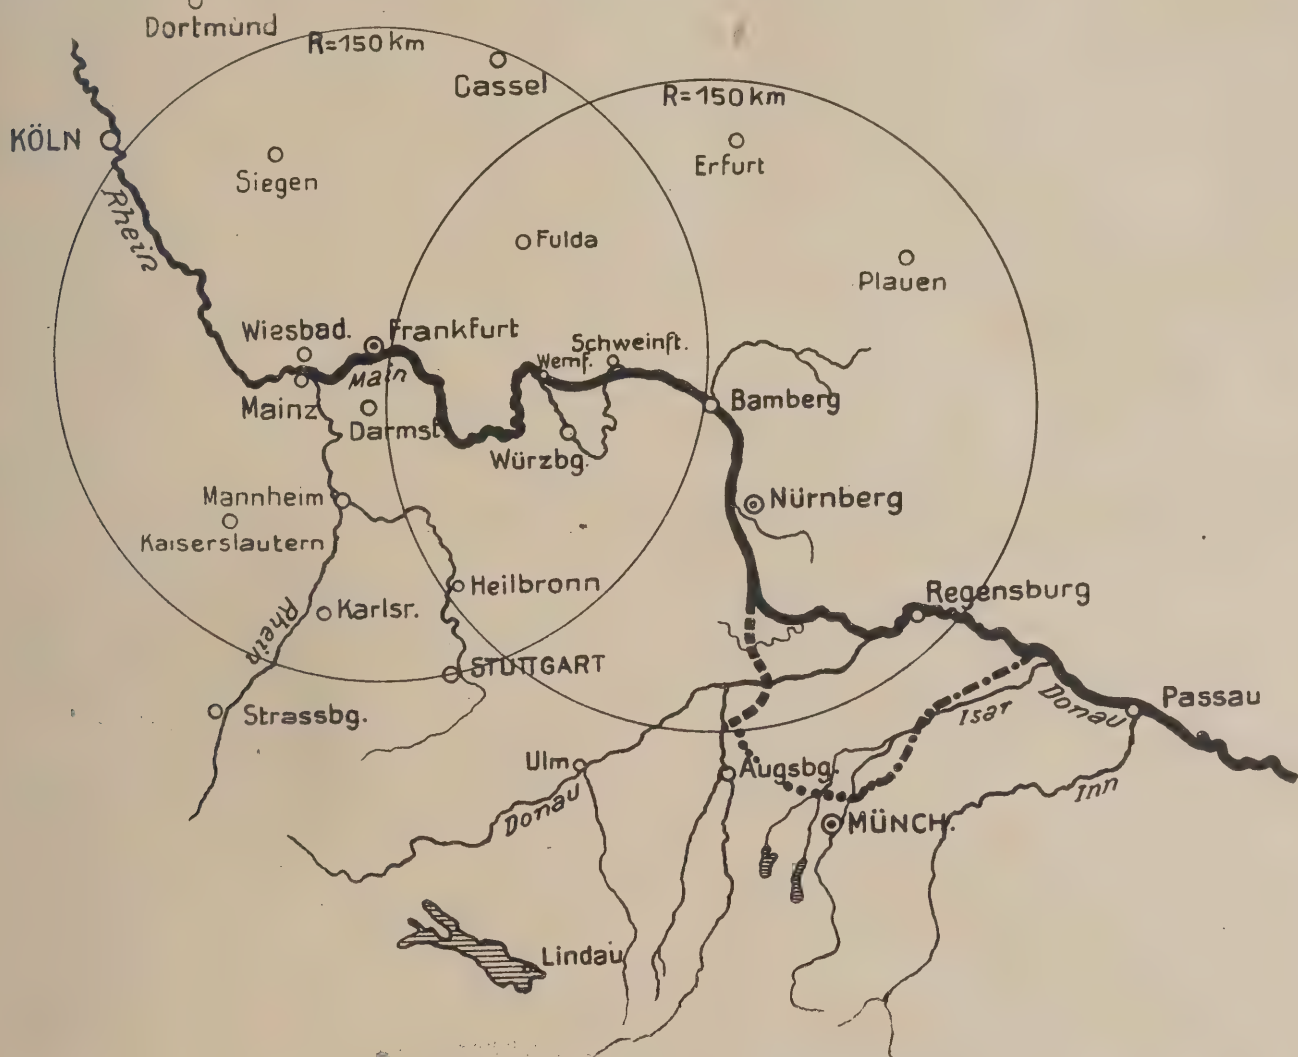 Dortmund
R=150 km
Cassel
R=150 km
KÖLN
Siegen
Erfurt
Rhein
Fulda
Plauen
Wiesbad.
Frankfurt
Schweinft.
Wemf.
Main
Mainz
Darmst.
Bamberg
Würzbg.
Mannheim
Nürnberg
Kaiserslautern
Heilbronn
Regensburg
Karlsr.
Rhein
STUTTGART
Strassbg.
Isar
Donau
Passau
Ulm
Augsbg.
Donau
Inn
MÜNCH.
Lindau